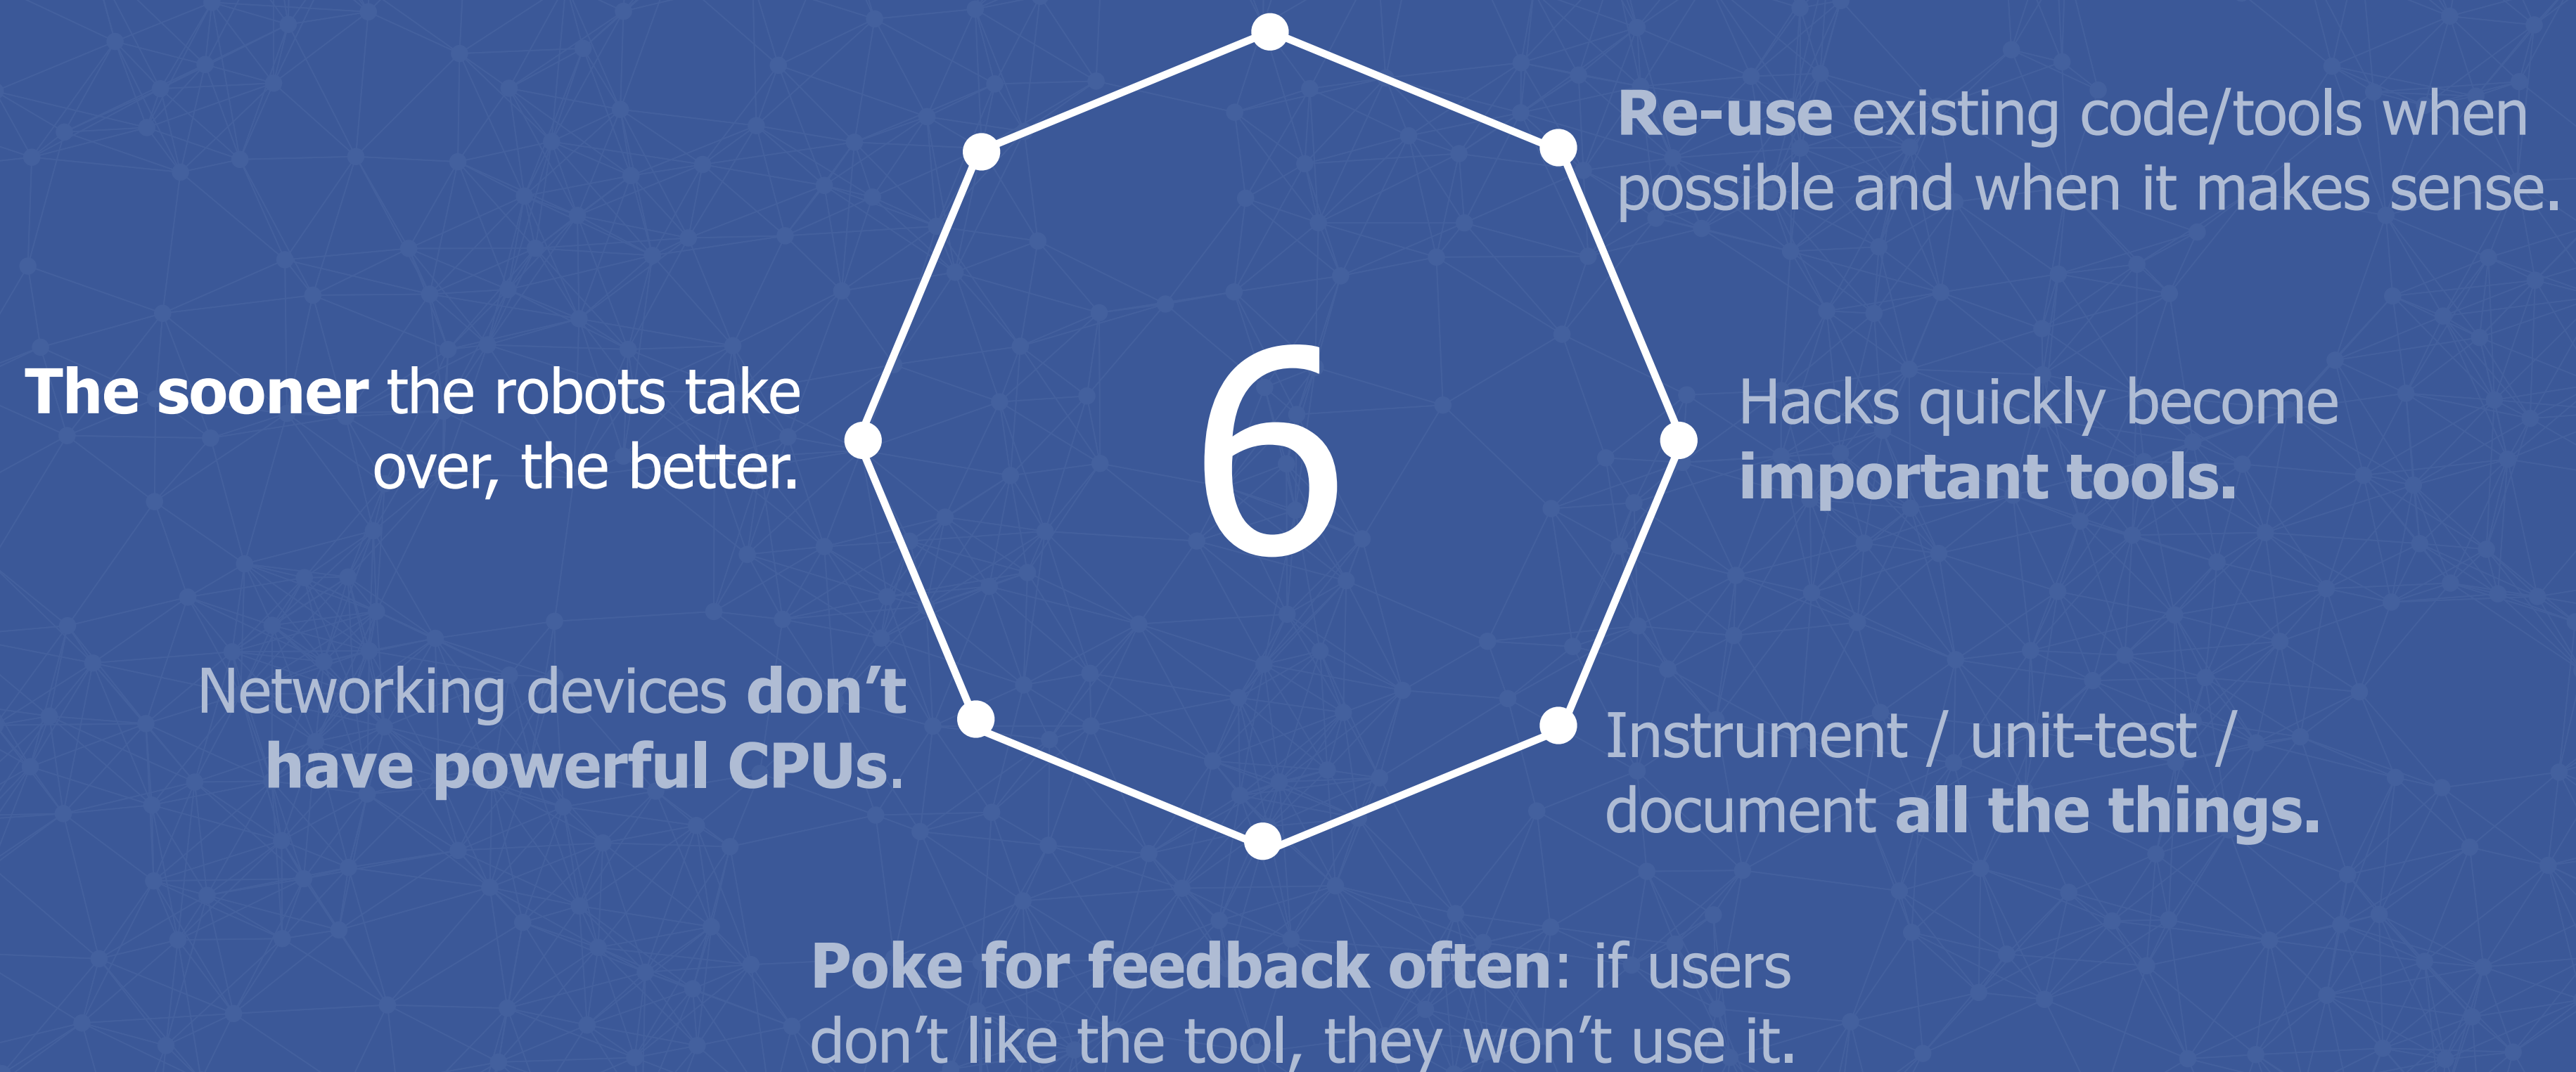 Re-use existing code/tools when
possible and when it makes sense.
Hacks quickly become
important tools.
Instrument / unit-test /
document all the things.
Poke for feedback often: if users
don’t like the tool, they won’t use it.
Networking devices don’t
have powerful CPUs.
The sooner the robots take
over, the better.
6